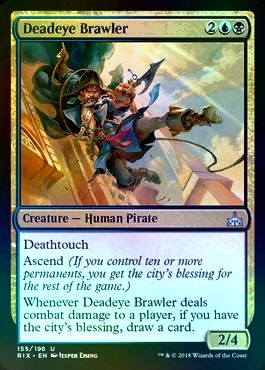 Deadeye Brawler 2
Creature — Human Pirate
Deathtouch
Ascend (If you control ten or more
permanents, you get the city's blessing for
the rest of the game.)
Whenever Deadeye Brawler deals
combat damage to a player, if you have
the city's blessing, draw a card.
2/4
155/196 U
RIX • EN JESPER EJSING
™ & © 2018 Wizards of the Coast